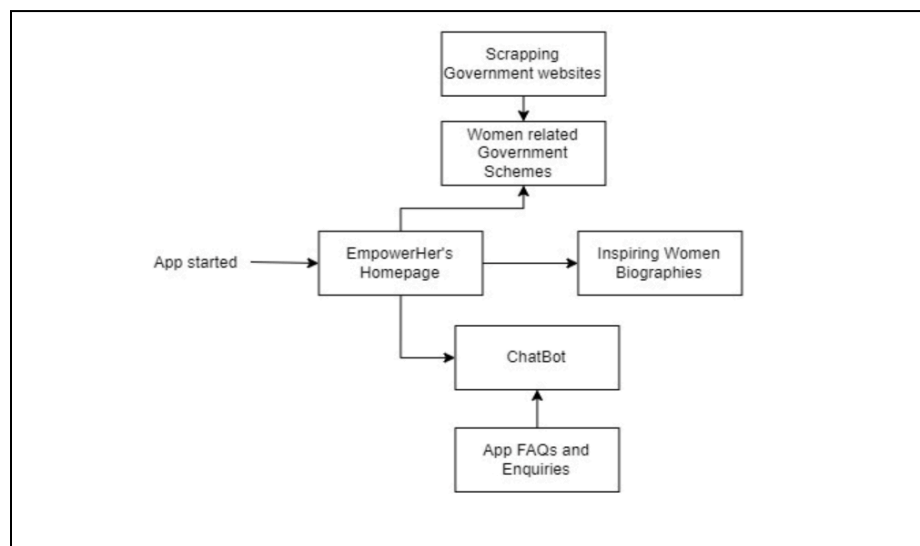 Scrapping
Government websites
Women related
Government
Schemes
App started
EmpowerHer's
Homepage
Inspiring Women
Biographies
ChatBot
App FAQs and
Enquiries